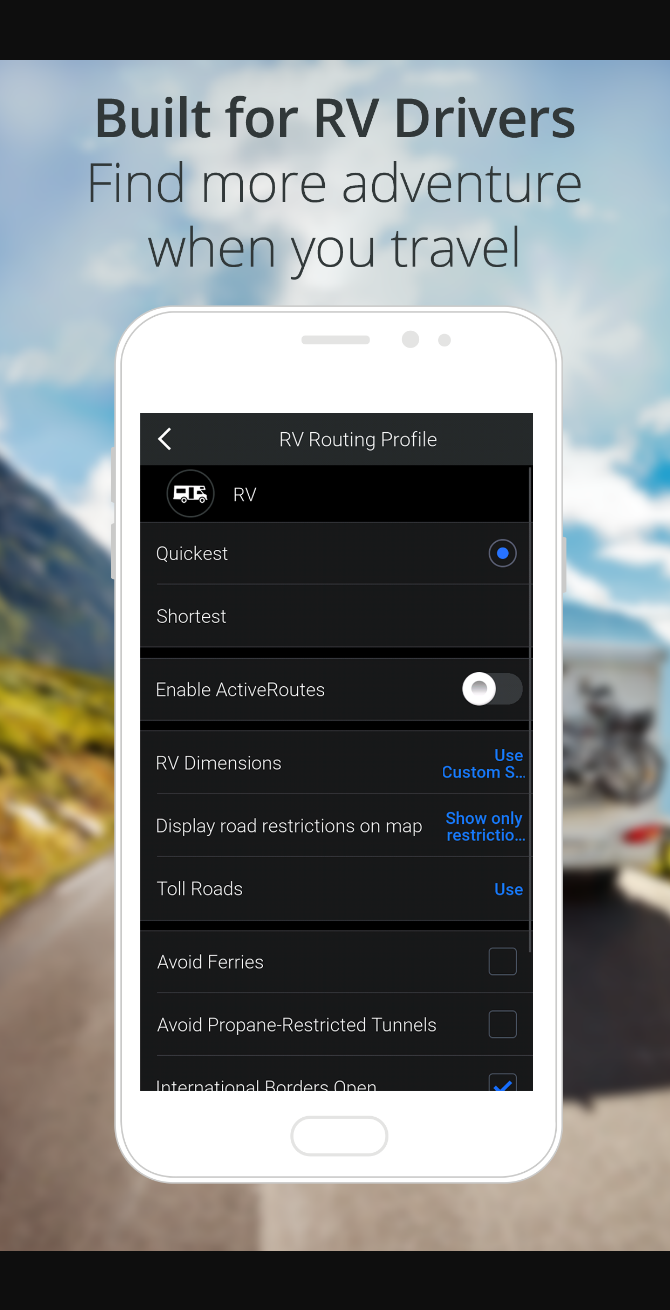 Built for RV Drivers
Find more adventure
when you travel
RV Routing Profile
RV
Quickest
Shortest
Enable ActiveRoutes
RV Dimensions
Use
Custom S...
Display road restrictions on map
Show only
restrictio...
Toll Roads
Use
Avoid Ferries
Avoid Propane-Restricted Tunnels
International Borders Open